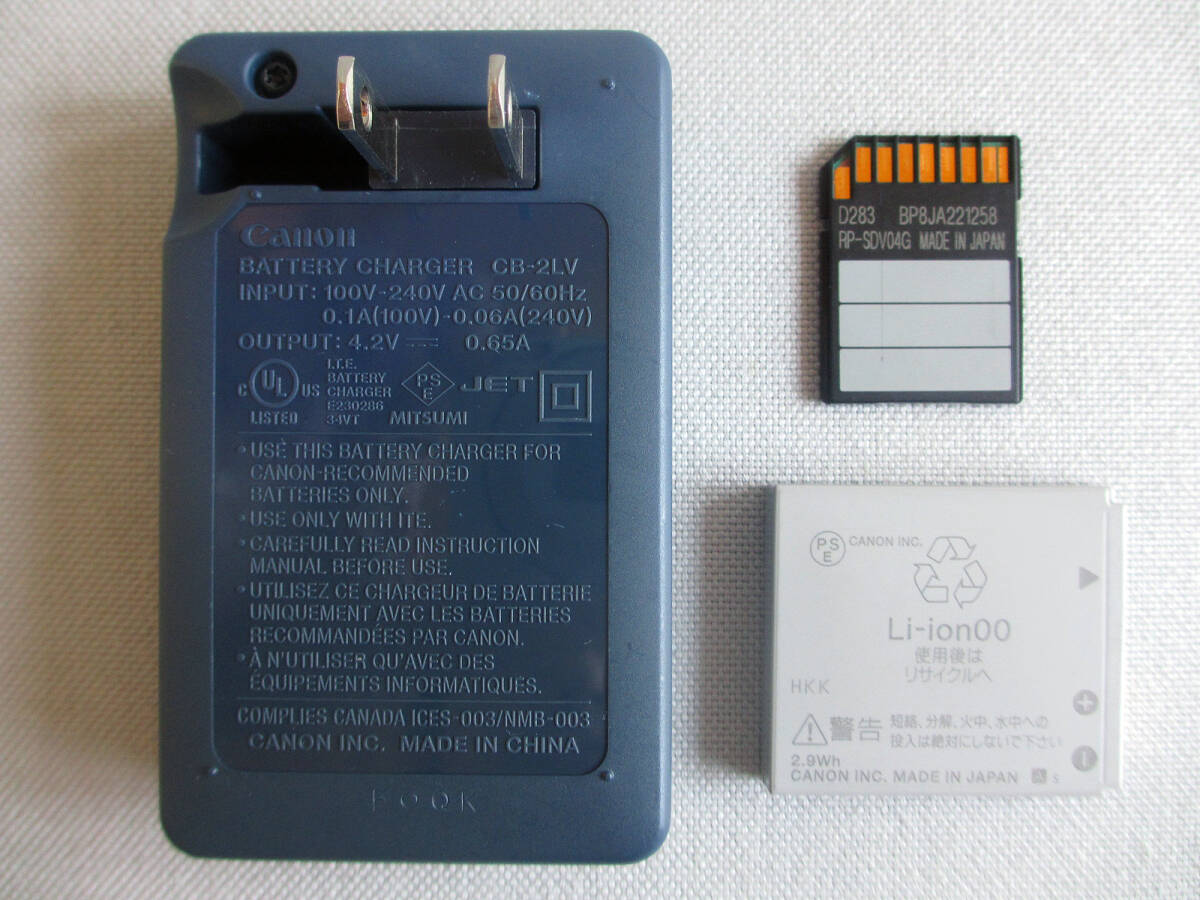 Canon
BATTERY CHARGER CB-2LV
INPUT: 100V-240V AC 50/60Hz
0.1A(100V)-0.06A(240V)
OUTPUT: 4.2V ⎓ 0.65A
C UL US
LISTED
I.T.E.
BATTERY
CHARGER
E230286
34VT
PSE
JET
MITSUMI
• USE THIS BATTERY CHARGER FOR
CANON-RECOMMENDED
BATTERIES ONLY.
• USE ONLY WITH ITE.
• CAREFULLY READ INSTRUCTION
MANUAL BEFORE USE.
• UTILISEZ CE CHARGEUR DE BATTERIE
UNIQUEMENT AVEC LES BATTERIES
RECOMMANDÉES PAR CANON.
• À N'UTILISER QU'AVEC DES
ÉQUIPEMENTS INFORMATIQUES.
COMPLIES CANADA ICES-003/NMB-003
CANON INC. MADE IN CHINA
D283 BP8JA221258
RP-SDV04G MADE IN JAPAN
PSE CANON INC.
Li-ion00
使用後は
リサイクルへ
HKK
警告 短絡、分解、火中、水中への
投入は絶対にしないで下さい
2.9Wh
CANON INC. MADE IN JAPAN A S